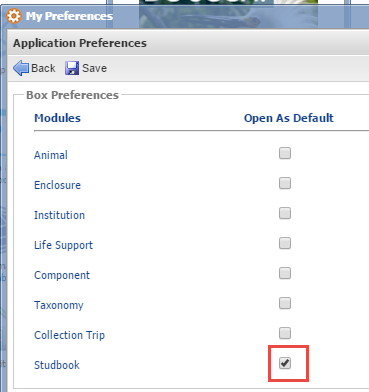 My Preferences
Application Preferences
Back Save
Box Preferences
Modules Open As Default
Animal
Enclosure
Institution
Life Support
Component
Taxonomy
Collection Trip
Studbook